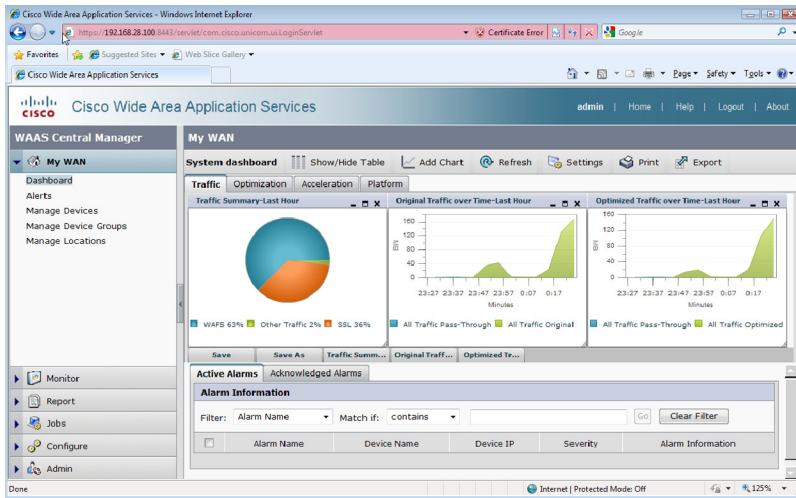 Cisco Wide Area Application Services - Windows Internet Explorer
https://192.168.28.100:8443/servlet/com.cisco.unicorn.ui.LoginServlet Certificate Error Google
Favorites Suggested Sites Web Slice Gallery
Cisco Wide Area Application Services Page Safety Tools
CISCO Cisco Wide Area Application Services admin | Home | Help | Logout | About
WAAS Central Manager My WAN
My WAN System dashboard Show/Hide Table Add Chart Refresh Settings Print Export
Dashboard
Alerts
Manage Devices
Manage Device Groups
Manage Locations
Traffic Optimization Acceleration Platform
Traffic Summary-Last Hour
WAFS 63% Other Traffic 2% SSL 36%
Original Traffic over Time-Last Hour
160
120
80
40
0
MB
23:27 23:37 23:47 23:57 0:07 0:17
Minutes
All Traffic Pass-Through All Traffic Original
Optimized Traffic over Time-Last Hour
160
120
80
40
0
MB
23:27 23:37 23:47 23:57 0:07 0:17
Minutes
All Traffic Pass-Through All Traffic Optimized
Save Save As Traffic Summ... Original Traff... Optimized Tr...
Monitor
Report
Jobs
Configure
Admin
Active Alarms Acknowledged Alarms
Alarm Information
Filter: Alarm Name Match if: contains Go Clear Filter
Alarm Name Device Name Device IP Severity Alarm Information
Done Internet | Protected Mode: Off 125%